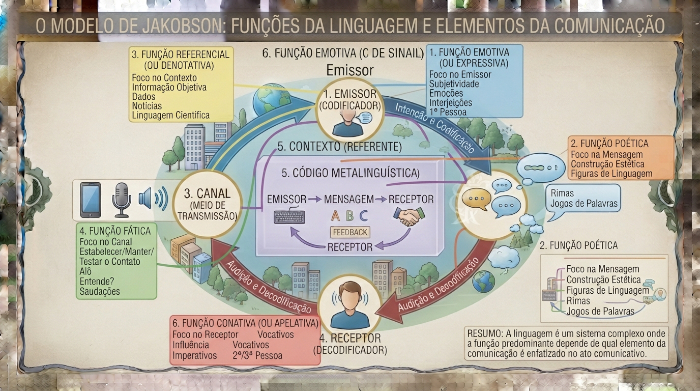 O MODELO DE JAKOBSON: FUNÇÕES DA LINGUAGEM E ELEMENTOS DA COMUNICAÇÃO
3. FUNÇÃO REFERENCIAL
(OU DENOTATIVA)
Foco no Contexto
Informação Objetiva
Dados
Notícias
Linguagem Científica
6. FUNÇÃO EMOTIVA (C DE SINAIL)
Emissor
1. FUNÇÃO EMOTIVA
(OU EXPRESSIVA)
Foco no Emissor
Subjetividade
Emoções
Interjeições
1ª Pessoa
1. EMISSOR
(CODIFICADOR)
Intenção e Codificação
2. FUNÇÃO POÉTICA
Foco na Mensagem
Construção Estética
Figuras de Linguagem
Rimas
Jogos de Palavras
5. CONTEXTO (REFERENTE)
5. CÓDIGO METALINGUÍSTICA)
EMISSOR
MENSAGEM
RECEPTOR
A B C
FEEDBACK
RECEPTOR
3. CANAL
(MEIO DE
TRANSMISSÃO)
4. FUNÇÃO FÁTICA
Foco no Canal
Estabelecer/Manter/
Testar o Contato
Alô
Entende?
Saudações
2. FUNÇÃO POÉTICA
Foco na Mensagem
Construção Estética
Figuras de Linguagem
Rimas
Jogos de Palavras
Audição e Decodificação
Audição e Decodificação
6. FUNÇÃO CONATIVA (OU APELATIVA)
Foco no Receptor Vocativos
Influência Vocativos
Imperativos 2ª/3ª Pessoa
4. RECEPTOR
(DECODIFICADOR)
RESUMO: A linguagem é um sistema complexo onde
a função predominante depende de qual elemento da
comunicação é enfatizado no ato comunicativo.